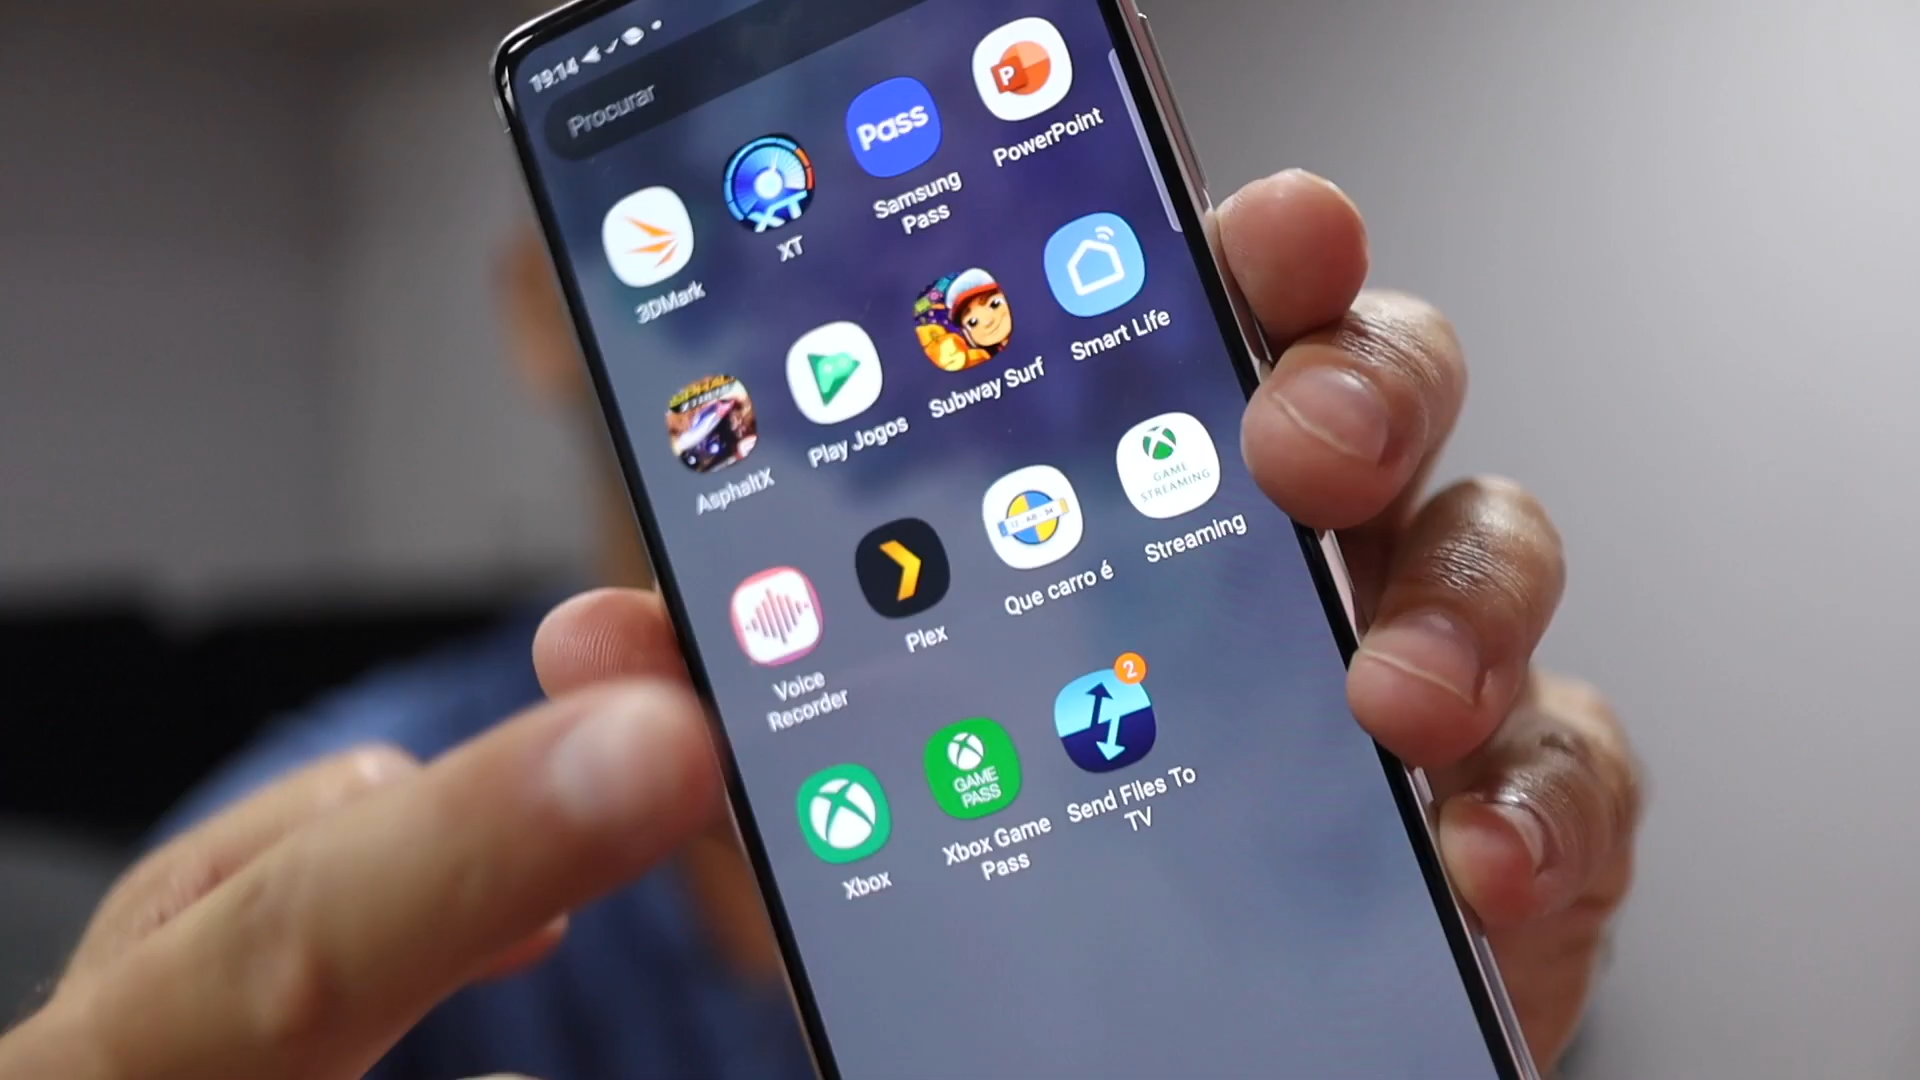 19:14
Procurar
3DMark
XT
XT
Pass
Samsung
Pass
P
PowerPoint
AsphaltX
Play Jogos
Subway Surf
Smart Life
Voice
Recorder
Plex
Que carro é
GAME
STREAMING
Streaming
Xbox
GAME
PASS
Xbox Game
Pass
2
Send Files To
TV